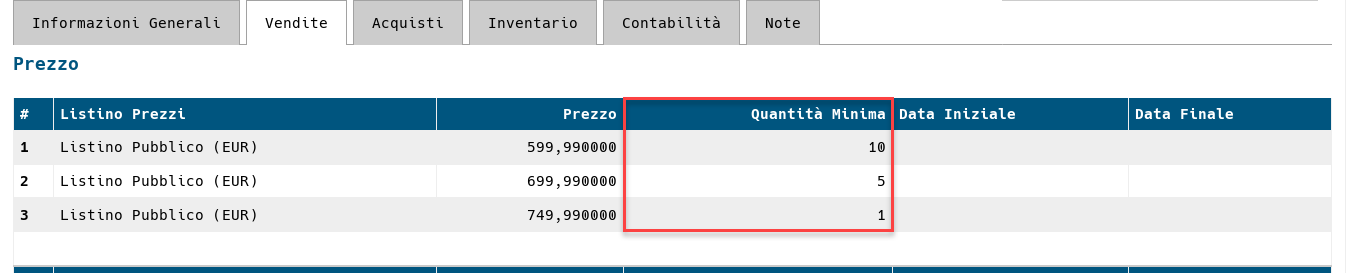 Informazioni Generali Vendite Acquisti Inventario Contabilità Note
Prezzo
# Listino Prezzi Prezzo Quantità Minima Data Iniziale Data Finale
1 Listino Pubblico (EUR) 599,990000 10
2 Listino Pubblico (EUR) 699,990000 5
3 Listino Pubblico (EUR) 749,990000 1